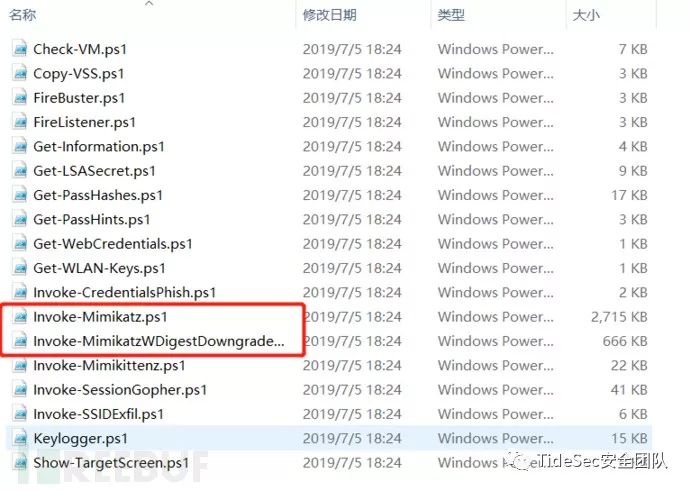 名称 修改日期 类型 大小
Check-VM.ps1 2019/7/5 18:24 Windows Power... 7 KB
Copy-VSS.ps1 2019/7/5 18:24 Windows Power... 3 KB
FireBuster.ps1 2019/7/5 18:24 Windows Power... 3 KB
FireListener.ps1 2019/7/5 18:24 Windows Power... 3 KB
Get-Information.ps1 2019/7/5 18:24 Windows Power... 4 KB
Get-LSASecret.ps1 2019/7/5 18:24 Windows Power... 9 KB
Get-PassHashes.ps1 2019/7/5 18:24 Windows Power... 17 KB
Get-PassHints.ps1 2019/7/5 18:24 Windows Power... 3 KB
Get-WebCredentials.ps1 2019/7/5 18:24 Windows Power... 1 KB
Get-WLAN-Keys.ps1 2019/7/5 18:24 Windows Power... 1 KB
Invoke-CredentialsPhish.ps1 2019/7/5 18:24 Windows Power... 2 KB
Invoke-Mimikatz.ps1 2019/7/5 18:24 Windows Power... 2,715 KB
Invoke-MimikatzWDigestDowngrade... 2019/7/5 18:24 Windows Power... 666 KB
Invoke-Mimikittenz.ps1 2019/7/5 18:24 Windows Power... 22 KB
Invoke-SessionGopher.ps1 2019/7/5 18:24 Windows Power... 41 KB
Invoke-SSIDExfil.ps1 2019/7/5 18:24 Windows Power... 6 KB
Keylogger.ps1 2019/7/5 18:24 Windows Power... 15 KB
Show-TargetScreen.ps1 2019/7/5 18:24 Windows Power...
REEBUF
TideSec安全团队